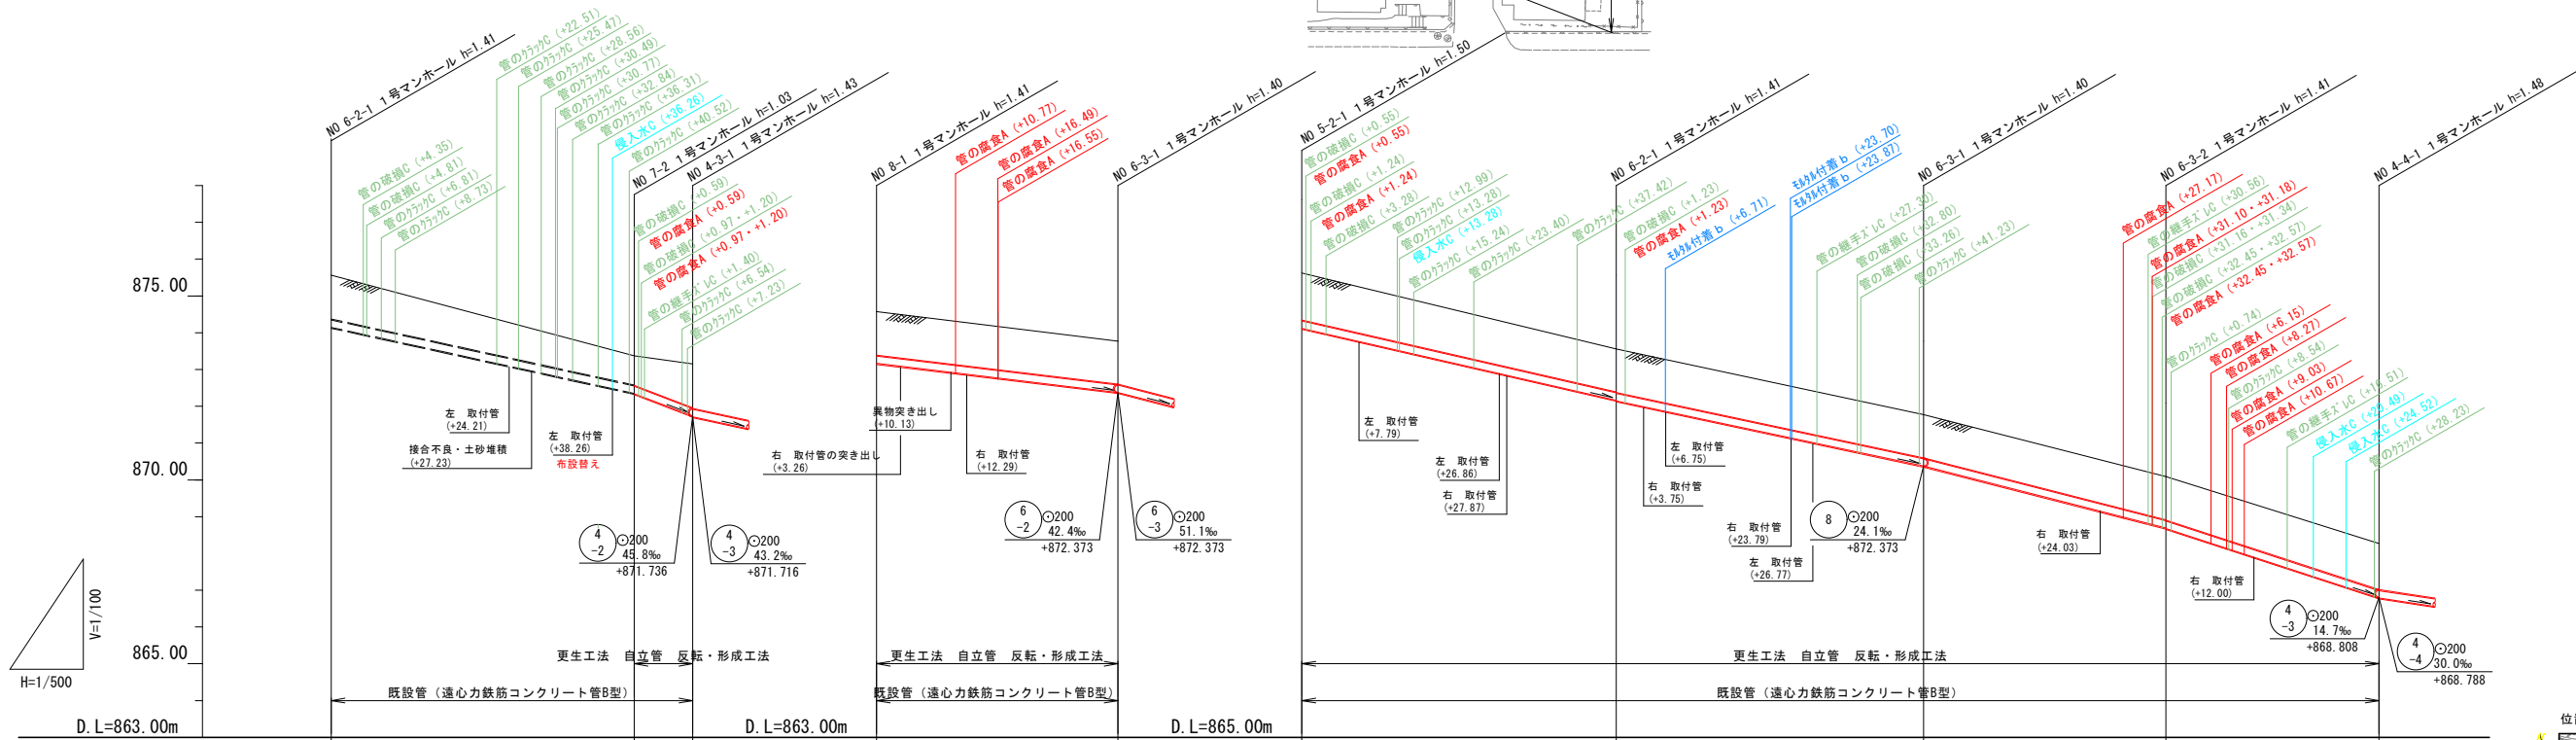 NO 6-2-1 1号マンホール h=1.41
管の破損C (+4.35)
管の破損C (+4.81)
管のクラックC (+6.81)
管のクラックC (+8.73)
管のクラックC (+22.51)
管のクラックC (+25.47)
管のクラックC (+28.56)
管のクラックC (+30.49)
管のクラックC (+30.77)
管のクラックC (+32.84)
管のクラックC (+36.31)
侵入水C (+36.26)
管のクラックC (+40.52)
NO 7-2 1号マンホール h=1.03
NO 4-3-1 1号マンホール h=1.43
管の破損C (+0.59)
管の腐食A (+0.59)
管の破損C (+0.97・+1.20)
管の腐食A (+0.97・+1.20)
管の継手ズレC (+1.40)
管のクラックC (+6.54)
管のクラックC (+7.23)
NO 8-1 1号マンホール h=1.41
管の腐食A (+10.77)
管の腐食A (+16.49)
管の腐食A (+16.55)
NO 6-3-1 1号マンホール h=1.40
NO 5-2-1 1号マンホール h=1.50
管の破損C (+0.55)
管の腐食A (+0.55)
管の破損C (+1.24)
管の腐食A (+1.24)
管の破損C (+3.28)
管のクラックC (+12.99)
管のクラックC (+13.28)
侵入水C (+13.28)
管のクラックC (+15.24)
管のクラックC (+23.40)
管のクラックC (+37.42)
NO 6-2-1 1号マンホール h=1.41
管の破損C (+1.23)
管の腐食A (+1.23)
モルタル付着b (+6.71)
モルタル付着b (+23.70)
モルタル付着b (+23.87)
管の継手ズレC (+27.30)
管の破損C (+32.80)
管の破損C (+33.26)
管のクラックC (+41.23)
NO 6-3-1 1号マンホール h=1.40
管の腐食A (+27.17)
管の継手ズレC (+30.56)
管の腐食A (+31.10・+31.18)
管の破損C (+31.16・+31.34)
管の破損C (+32.45・+32.57)
管の腐食A (+32.45・+32.57)
NO 6-3-2 1号マンホール h=1.41
管のクラックC (+0.74)
管の腐食A (+6.15)
管の腐食A (+8.27)
管のクラックC (+8.54)
管の腐食A (+9.03)
管の腐食A (+10.67)
管の継手ズレC (+16.51)
侵入水C (+20.49)
侵入水C (+24.52)
管のクラックC (+28.23)
NO 4-4-1 1号マンホール h=1.48
875.00
870.00
865.00
V=1/100
H=1/500
左 取付管
(+24.21)
接合不良・土砂堆積
(+27.23)
左 取付管
(+38.26)
布設替え
4
-2
⊙200
45.8‰
+871.736
4
-3
⊙200
43.2‰
+871.716
異物突き出し
(+10.13)
右 取付管の突き出し
(+3.26)
右 取付管
(+12.29)
6
-2
⊙200
42.4‰
+872.373
6
-3
⊙200
51.1‰
+872.373
左 取付管
(+7.79)
左 取付管
(+26.86)
右 取付管
(+27.87)
左 取付管
(+6.75)
右 取付管
(+3.75)
右 取付管
(+23.79)
左 取付管
(+26.77)
8
⊙200
24.1‰
+872.373
右 取付管
(+24.03)
右 取付管
(+12.00)
4
-3
⊙200
14.7‰
+868.808
4
-4
⊙200
30.0‰
+868.788
更生工法 自立管 反転・形成工法
更生工法 自立管 反転・形成工法
更生工法 自立管 反転・形成工法
既設管(遠心力鉄筋コンクリート管B型)
既設管(遠心力鉄筋コンクリート管B型)
既設管(遠心力鉄筋コンクリート管B型)
D.L=863.00m
D.L=863.00m
D.L=865.00m